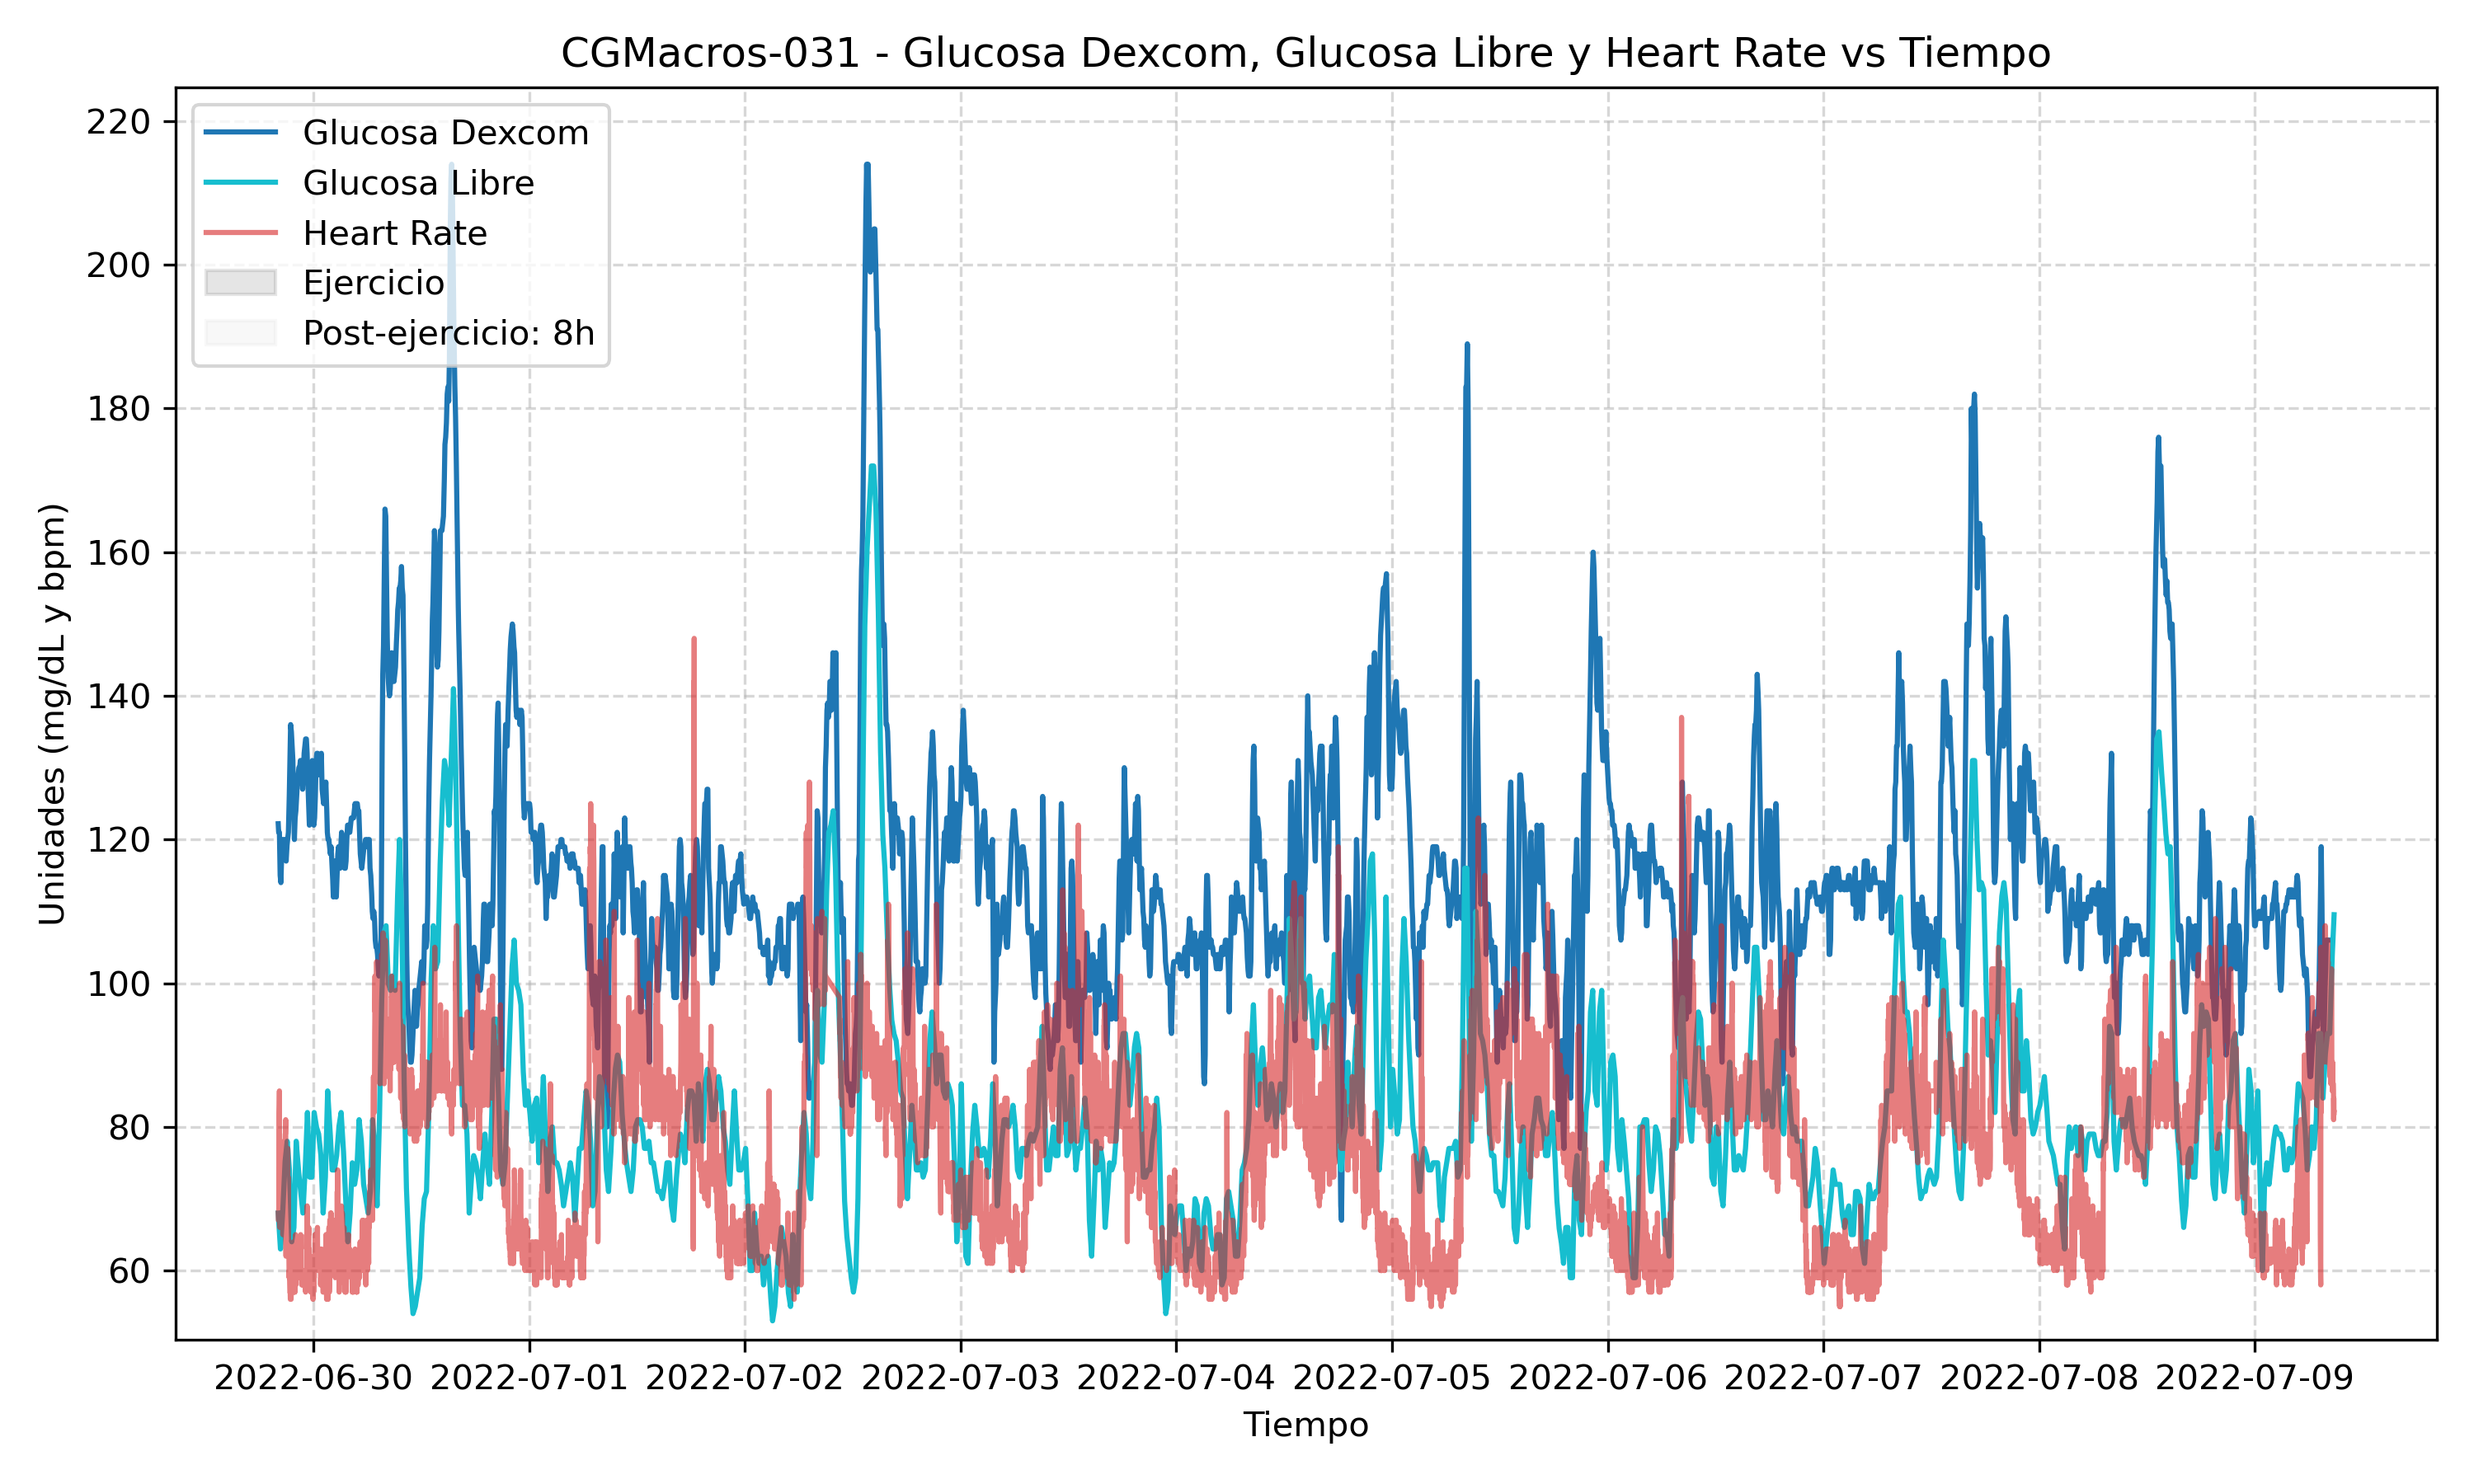 CGMacros-031 - Glucosa Dexcom, Glucosa Libre y Heart Rate vs Tiempo
Glucosa Dexcom
Glucosa Libre
Heart Rate
Ejercicio
Post-ejercicio: 8h
Unidades (mg/dL y bpm)
220
200
180
160
140
120
100
80
60
2022-06-30 2022-07-01 2022-07-02 2022-07-03 2022-07-04 2022-07-05 2022-07-06 2022-07-07 2022-07-08 2022-07-09
Tiempo